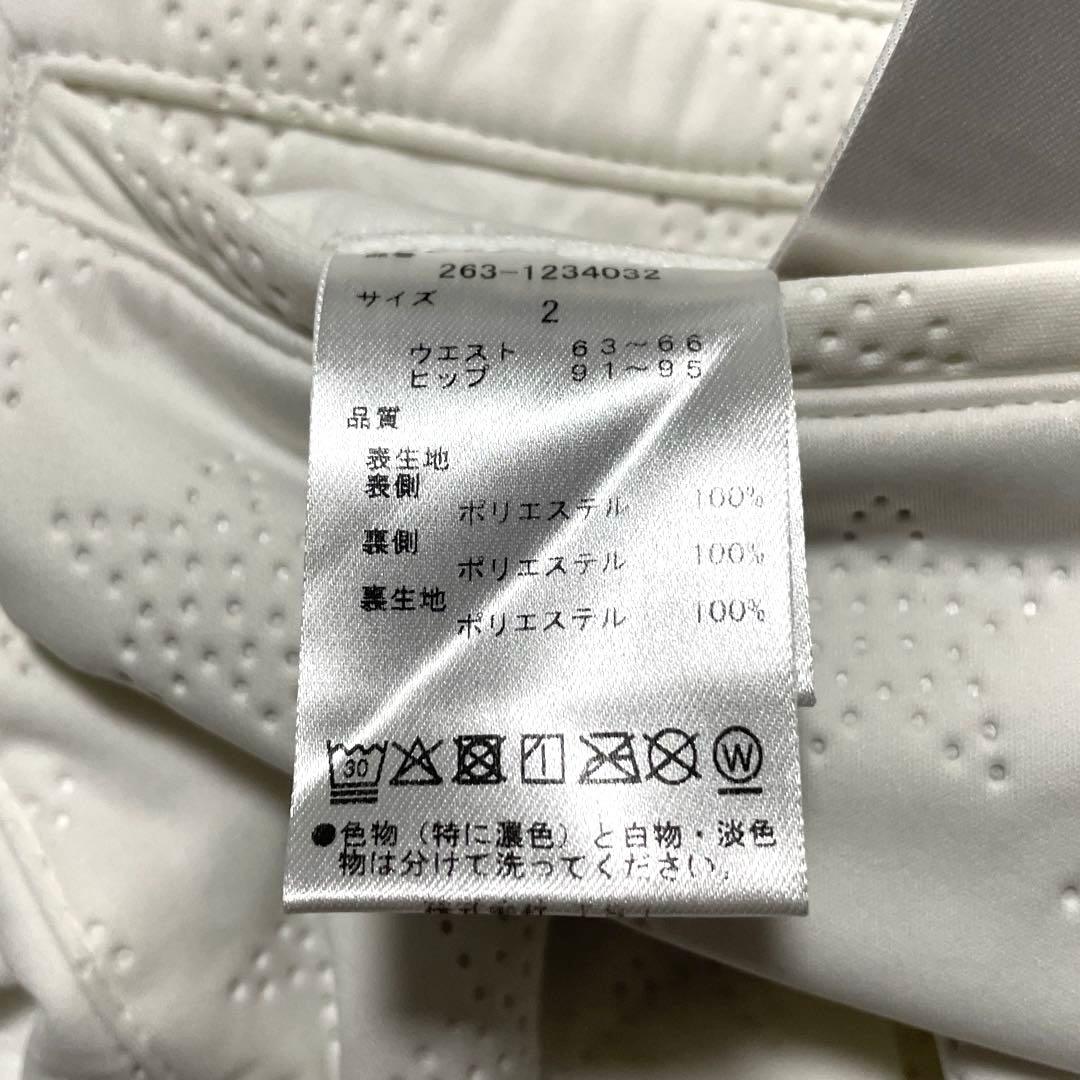 263-1234032
サイズ 2
ウエスト 63～66
ヒップ 91～95
品質
表生地
表側
ポリエステル 100%
裏側
ポリエステル 100%
裏生地
ポリエステル 100%
30 1 W
●色物（特に濃色）と白物・淡色
物は分けて洗ってください。